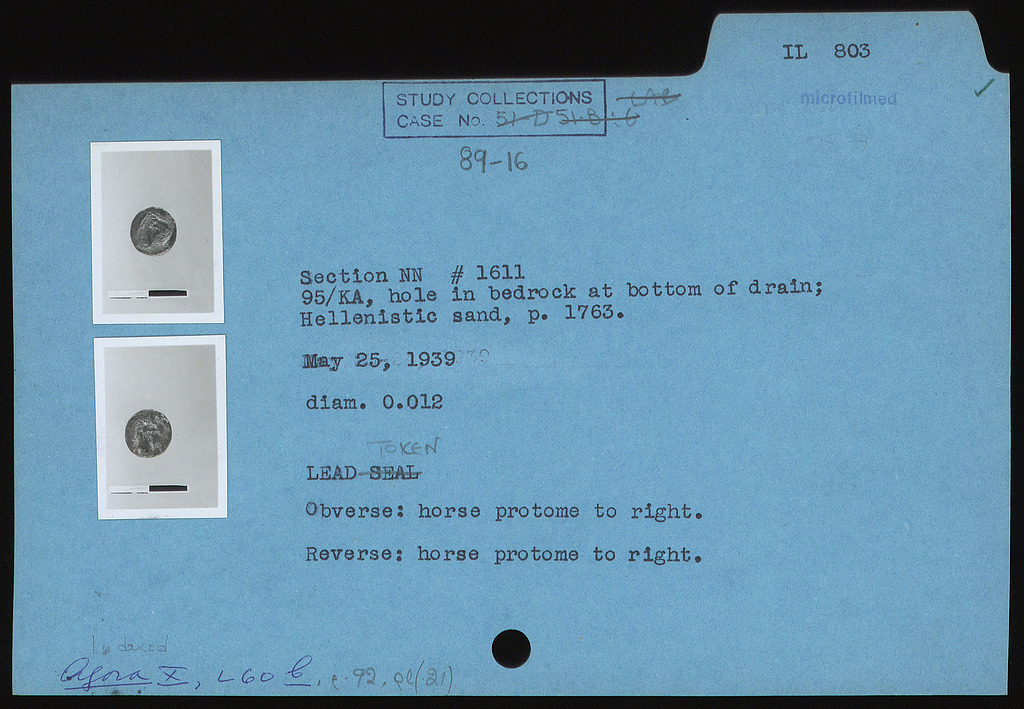 IL 803
microfilmed
STUDY COLLECTIONS
CASE No. 51-D 51-B
89-16
Section NN # 1611
95/KA, hole in bedrock at bottom of drain;
Hellenistic sand, p. 1763.
May 25, 1939
diam. 0.012
TOKEN
LEAD SEAL
Obverse: horse protome to right.
Reverse: horse protome to right.
Agora X, L60 b, p. 92, pl(21)